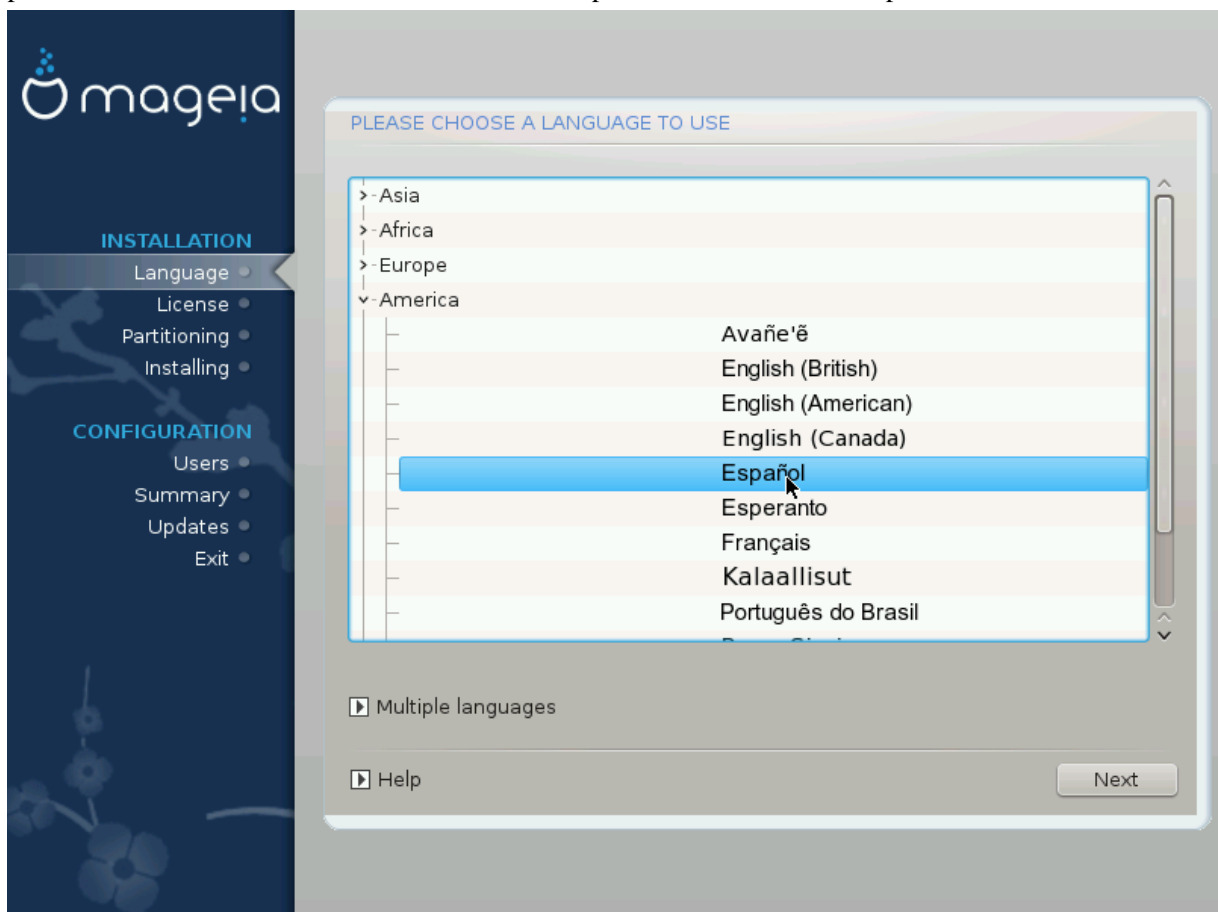 mageia
INSTALLATION
Language
License
Partitioning
Installing
CONFIGURATION
Users
Summary
Updates
Exit
PLEASE CHOOSE A LANGUAGE TO USE
Asia
Africa
Europe
America
Avañe'ẽ
English (British)
English (American)
English (Canada)
Español
Esperanto
Français
Kalaallisut
Português do Brasil
Multiple languages
Help
Next